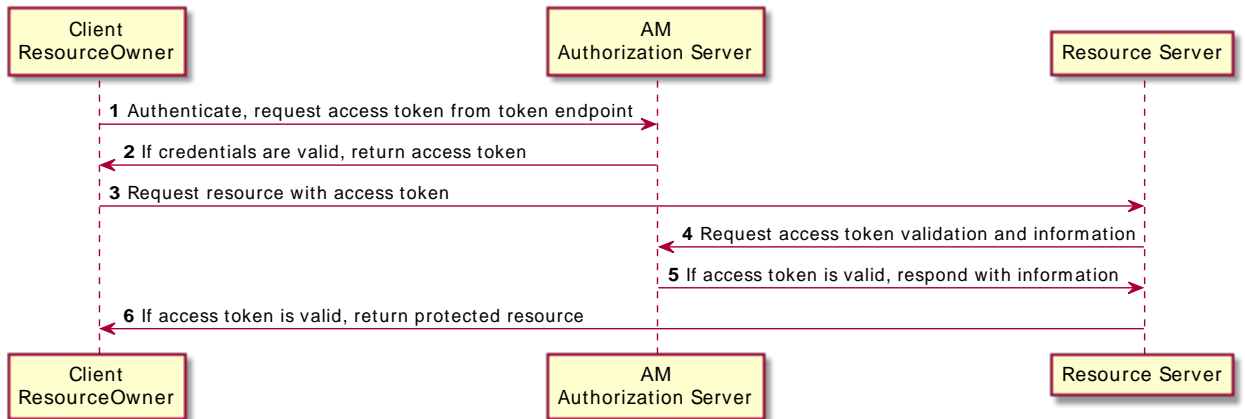 Client
ResourceOwner
AM
Authorization Server
Resource Server
1 Authenticate, request access token from token endpoint
2 If credentials are valid, return access token
3 Request resource with access token
4 Request access token validation and information
5 If access token is valid, respond with information
6 If access token is valid, return protected resource
Client
ResourceOwner
AM
Authorization Server
Resource Server